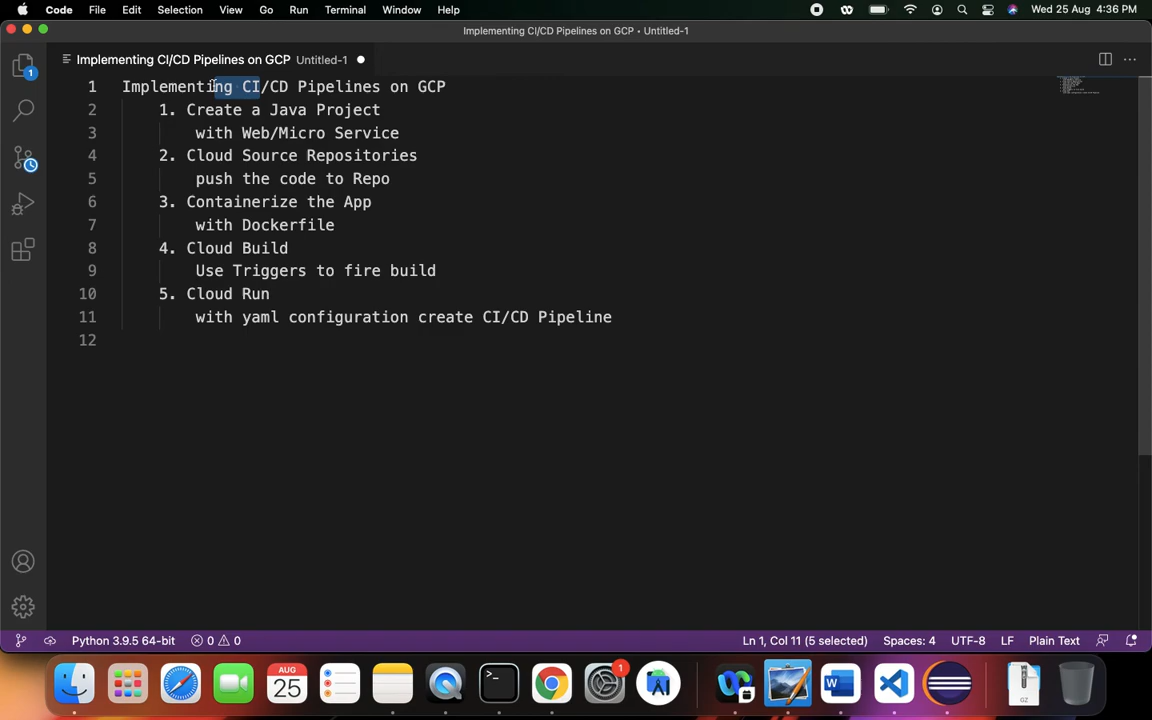 Code File Edit Selection View Go Run Terminal Window Help Wed 25 Aug 4:36 PM
Implementing CI/CD Pipelines on GCP • Untitled-1
Implementing CI/CD Pipelines on GCP Untitled-1
1 Implementing CI/CD Pipelines on GCP
2 1. Create a Java Project
3 with Web/Micro Service
4 2. Cloud Source Repositories
5 push the code to Repo
6 3. Containerize the App
7 with Dockerfile
8 4. Cloud Build
9 Use Triggers to fire build
10 5. Cloud Run
11 with yaml configuration create CI/CD Pipeline
12
1
Python 3.9.5 64-bit 0 0 Ln 1, Col 11 (5 selected) Spaces: 4 UTF-8 LF Plain Text
AUG
25
>_
1
W
GZ